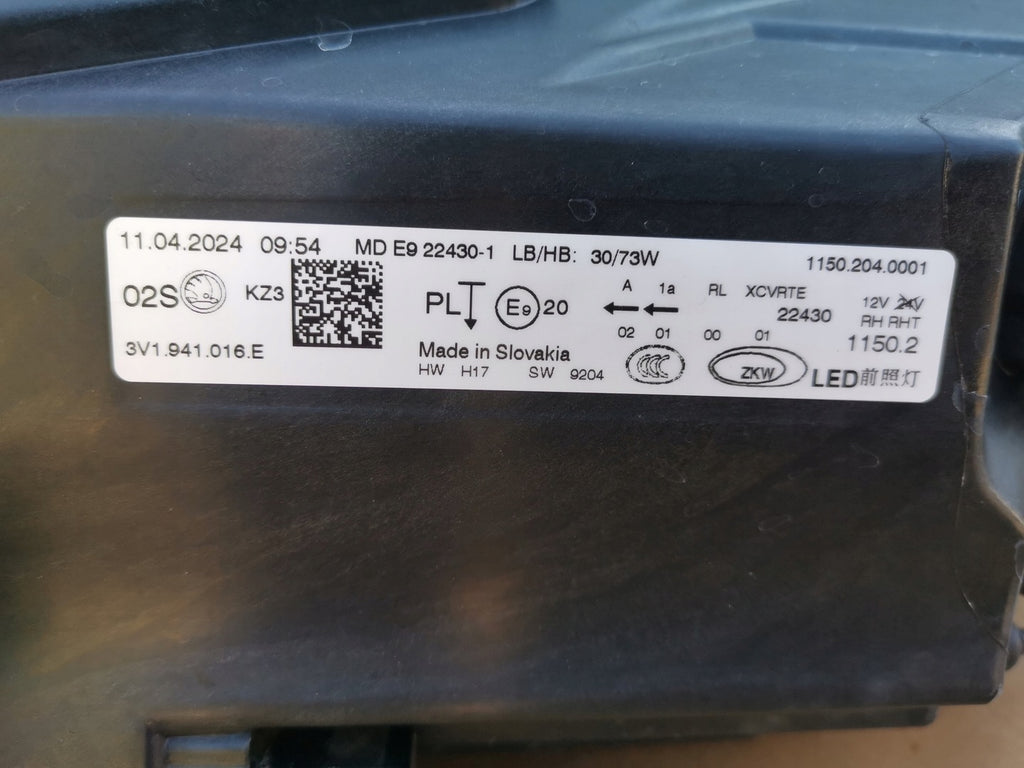 11.04.2024 09:54 MD E9 22430-1 LB/HB: 30/73W 1150.204.0001
02S KZ3 PL E9 20 A 1a RL XCVRTE 12V 24V
22430 RH RHT
02 01 00 01 1150.2
3V1.941.016.E Made in Slovakia CCC ZKW LED前照灯
HW H17 SW 9204